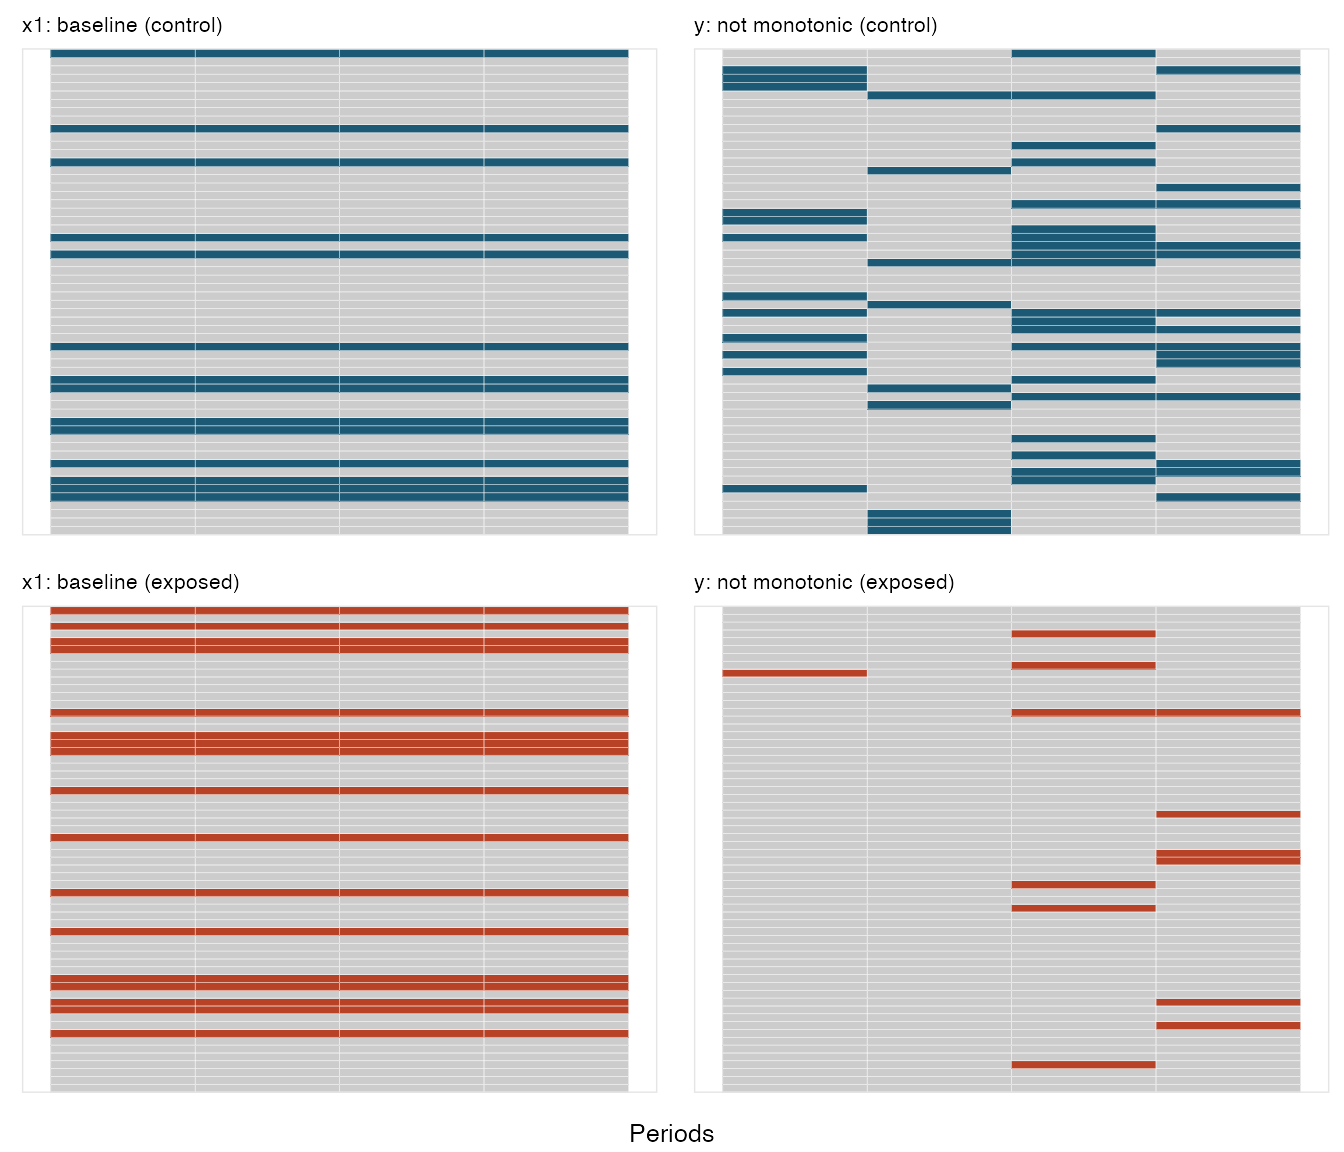 x1: baseline (control)
y: not monotonic (control)
x1: baseline (exposed)
y: not monotonic (exposed)
Periods